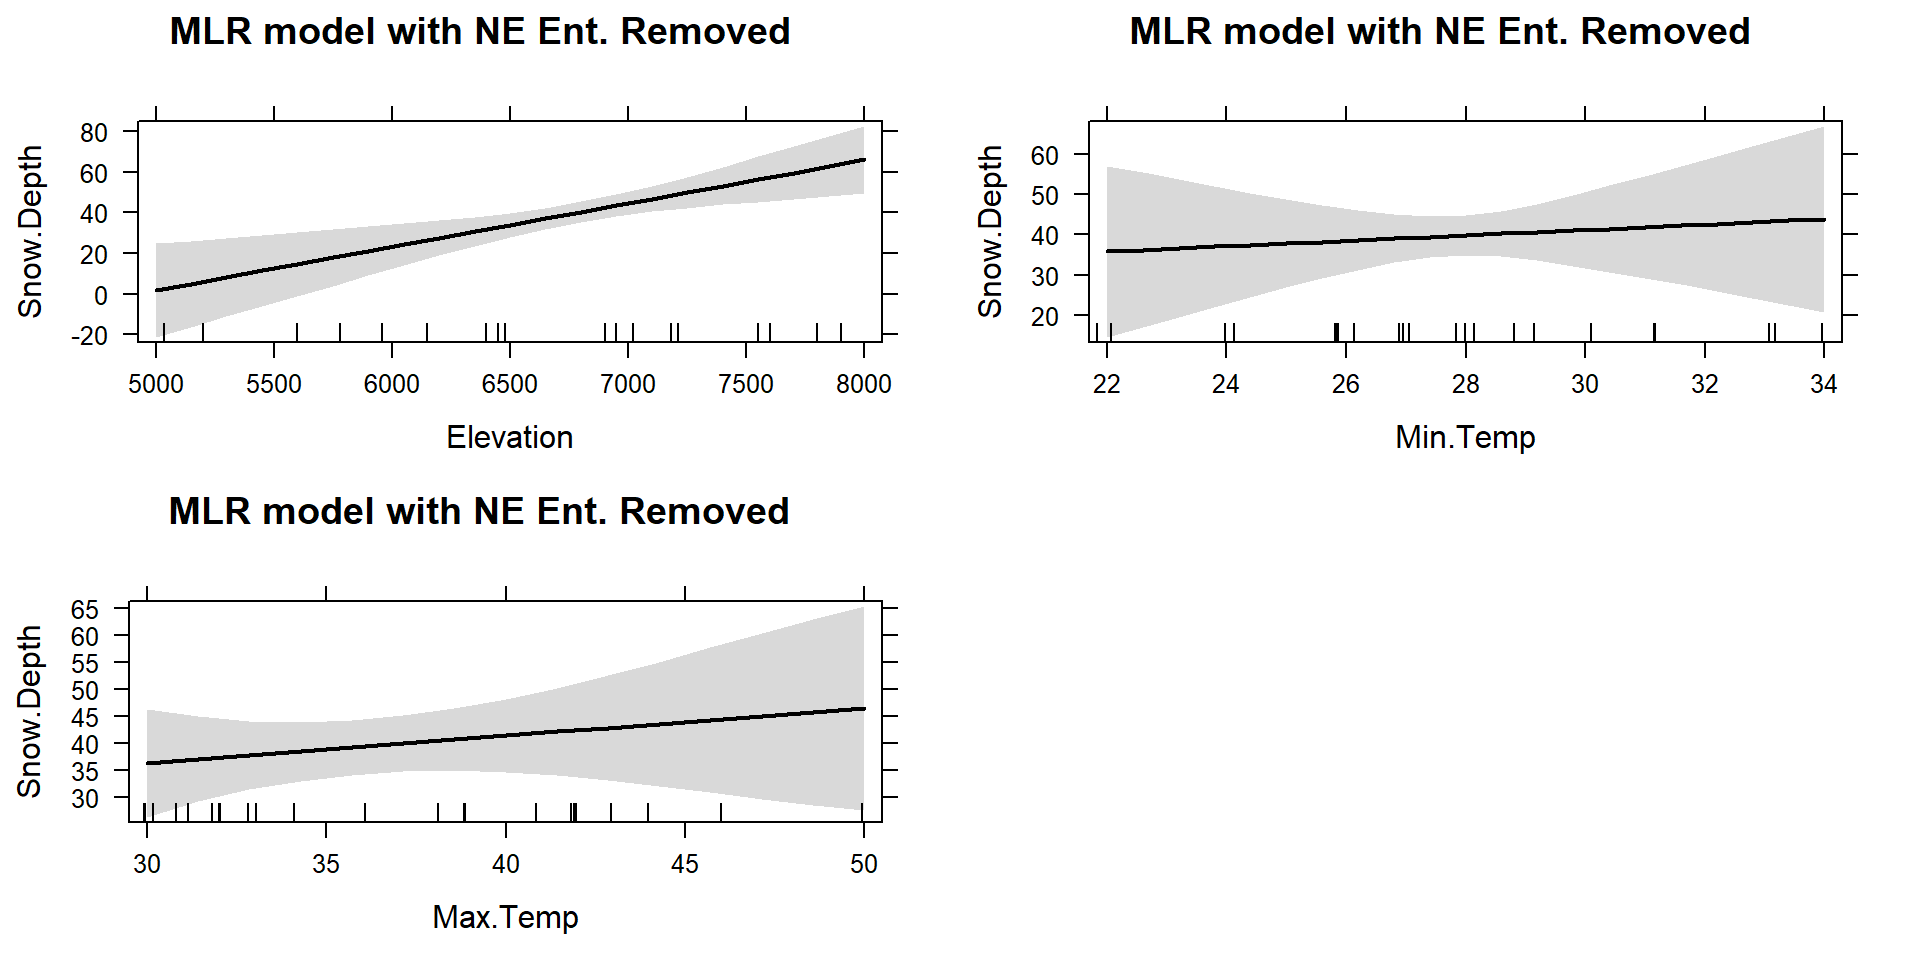 MLR model with NE Ent. Removed
Snow.Depth
80
60
40
20
0
-20
5000 5500 6000 6500 7000 7500 8000
Elevation
MLR model with NE Ent. Removed
Snow.Depth
60
50
40
30
20
22 24 26 28 30 32 34
Min.Temp
MLR model with NE Ent. Removed
Snow.Depth
65
60
55
50
45
40
35
30
30 35 40 45 50
Max.Temp